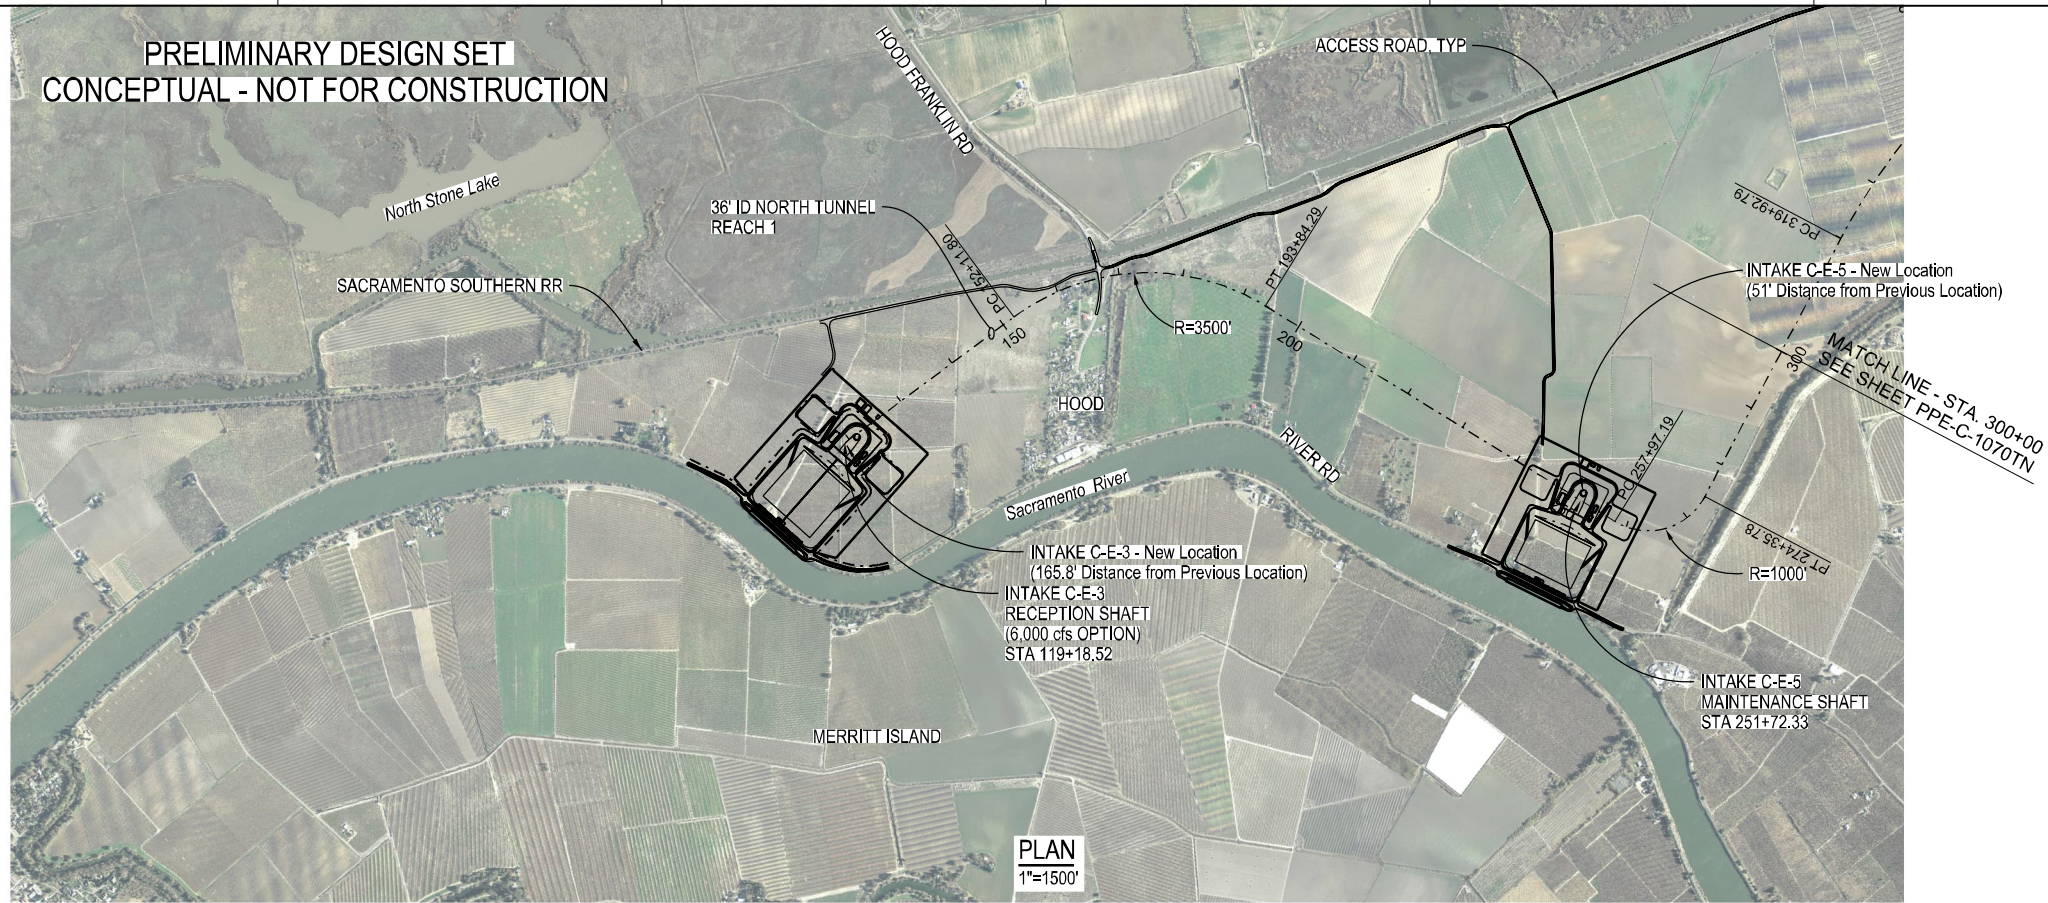 PRELIMINARY DESIGN SET
CONCEPTUAL - NOT FOR CONSTRUCTION
HOOD FRANKLIN RD
ACCESS ROAD, TYP
North Stone Lake
36' ID NORTH TUNNEL
REACH 1
PC 152+11.80
PT 193+84.29
PC 319+92.79
SACRAMENTO SOUTHERN RR
INTAKE C-E-5 - New Location
(51' Distance from Previous Location)
R=3500'
150
200
300
MATCH LINE - STA. 300+00
SEE SHEET PPE-C-1070TN
HOOD
RIVER RD
PC 257+97.19
Sacramento River
PT 274+35.78
INTAKE C-E-3 - New Location
(165.8' Distance from Previous Location)
INTAKE C-E-3
RECEPTION SHAFT
(6,000 cfs OPTION)
STA 119+18.52
R=1000'
INTAKE C-E-5
MAINTENANCE SHAFT
STA 251+72.33
MERRITT ISLAND
PLAN
1"=1500'